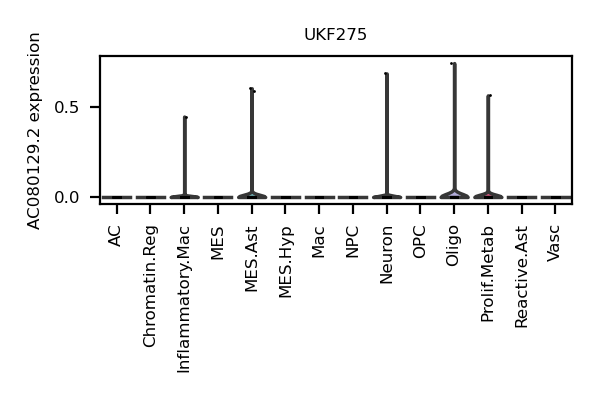 UKF275
AC080129.2 expression
0.5
0.0
AC
Chromatin.Reg
Inflammatory.Mac
MES
MES.Ast
MES.Hyp
Mac
NPC
Neuron
OPC
Oligo
Prolif.Metab
Reactive.Ast
Vasc